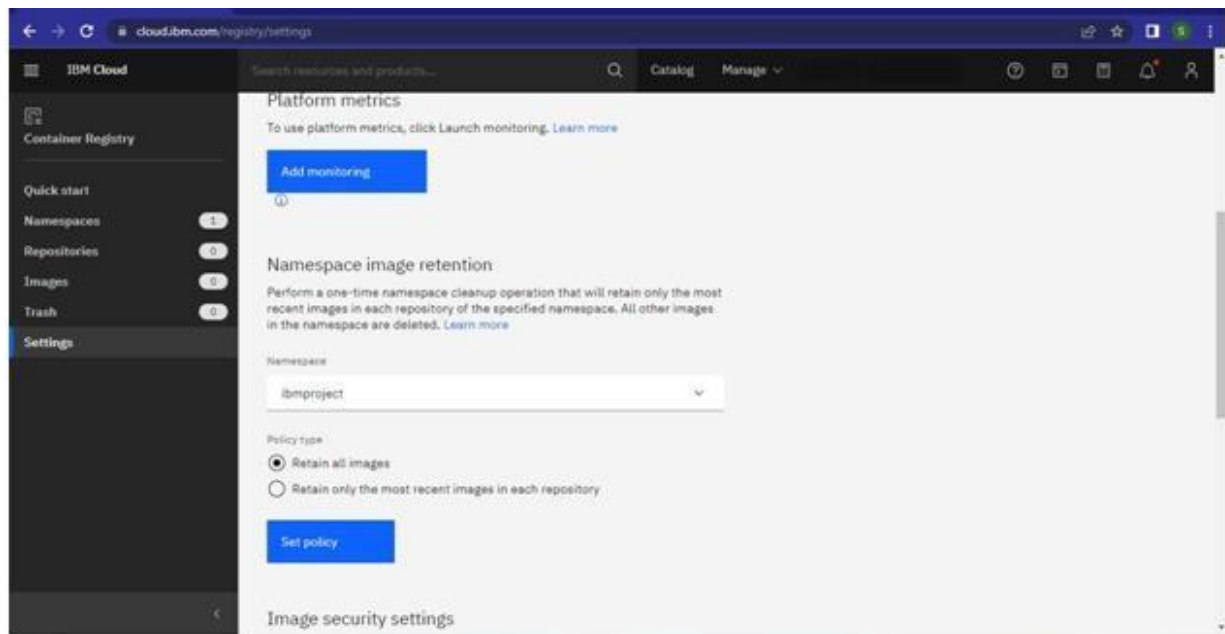 cloud.ibm.com/registry/settings
S
IBM Cloud
Search resources and products...
Catalog
Manage
Container Registry
Quick start
Namespaces 1
Repositories 0
Images 0
Trash 0
Settings
Platform metrics
To use platform metrics, click Launch monitoring. Learn more
Add monitoring
Namespace image retention
Perform a one-time namespace cleanup operation that will retain only the most
recent images in each repository of the specified namespace. All other images
in the namespace are deleted. Learn more
Namespace
ibmproject
Policy type
Retain all images
Retain only the most recent images in each repository
Set policy
Image security settings